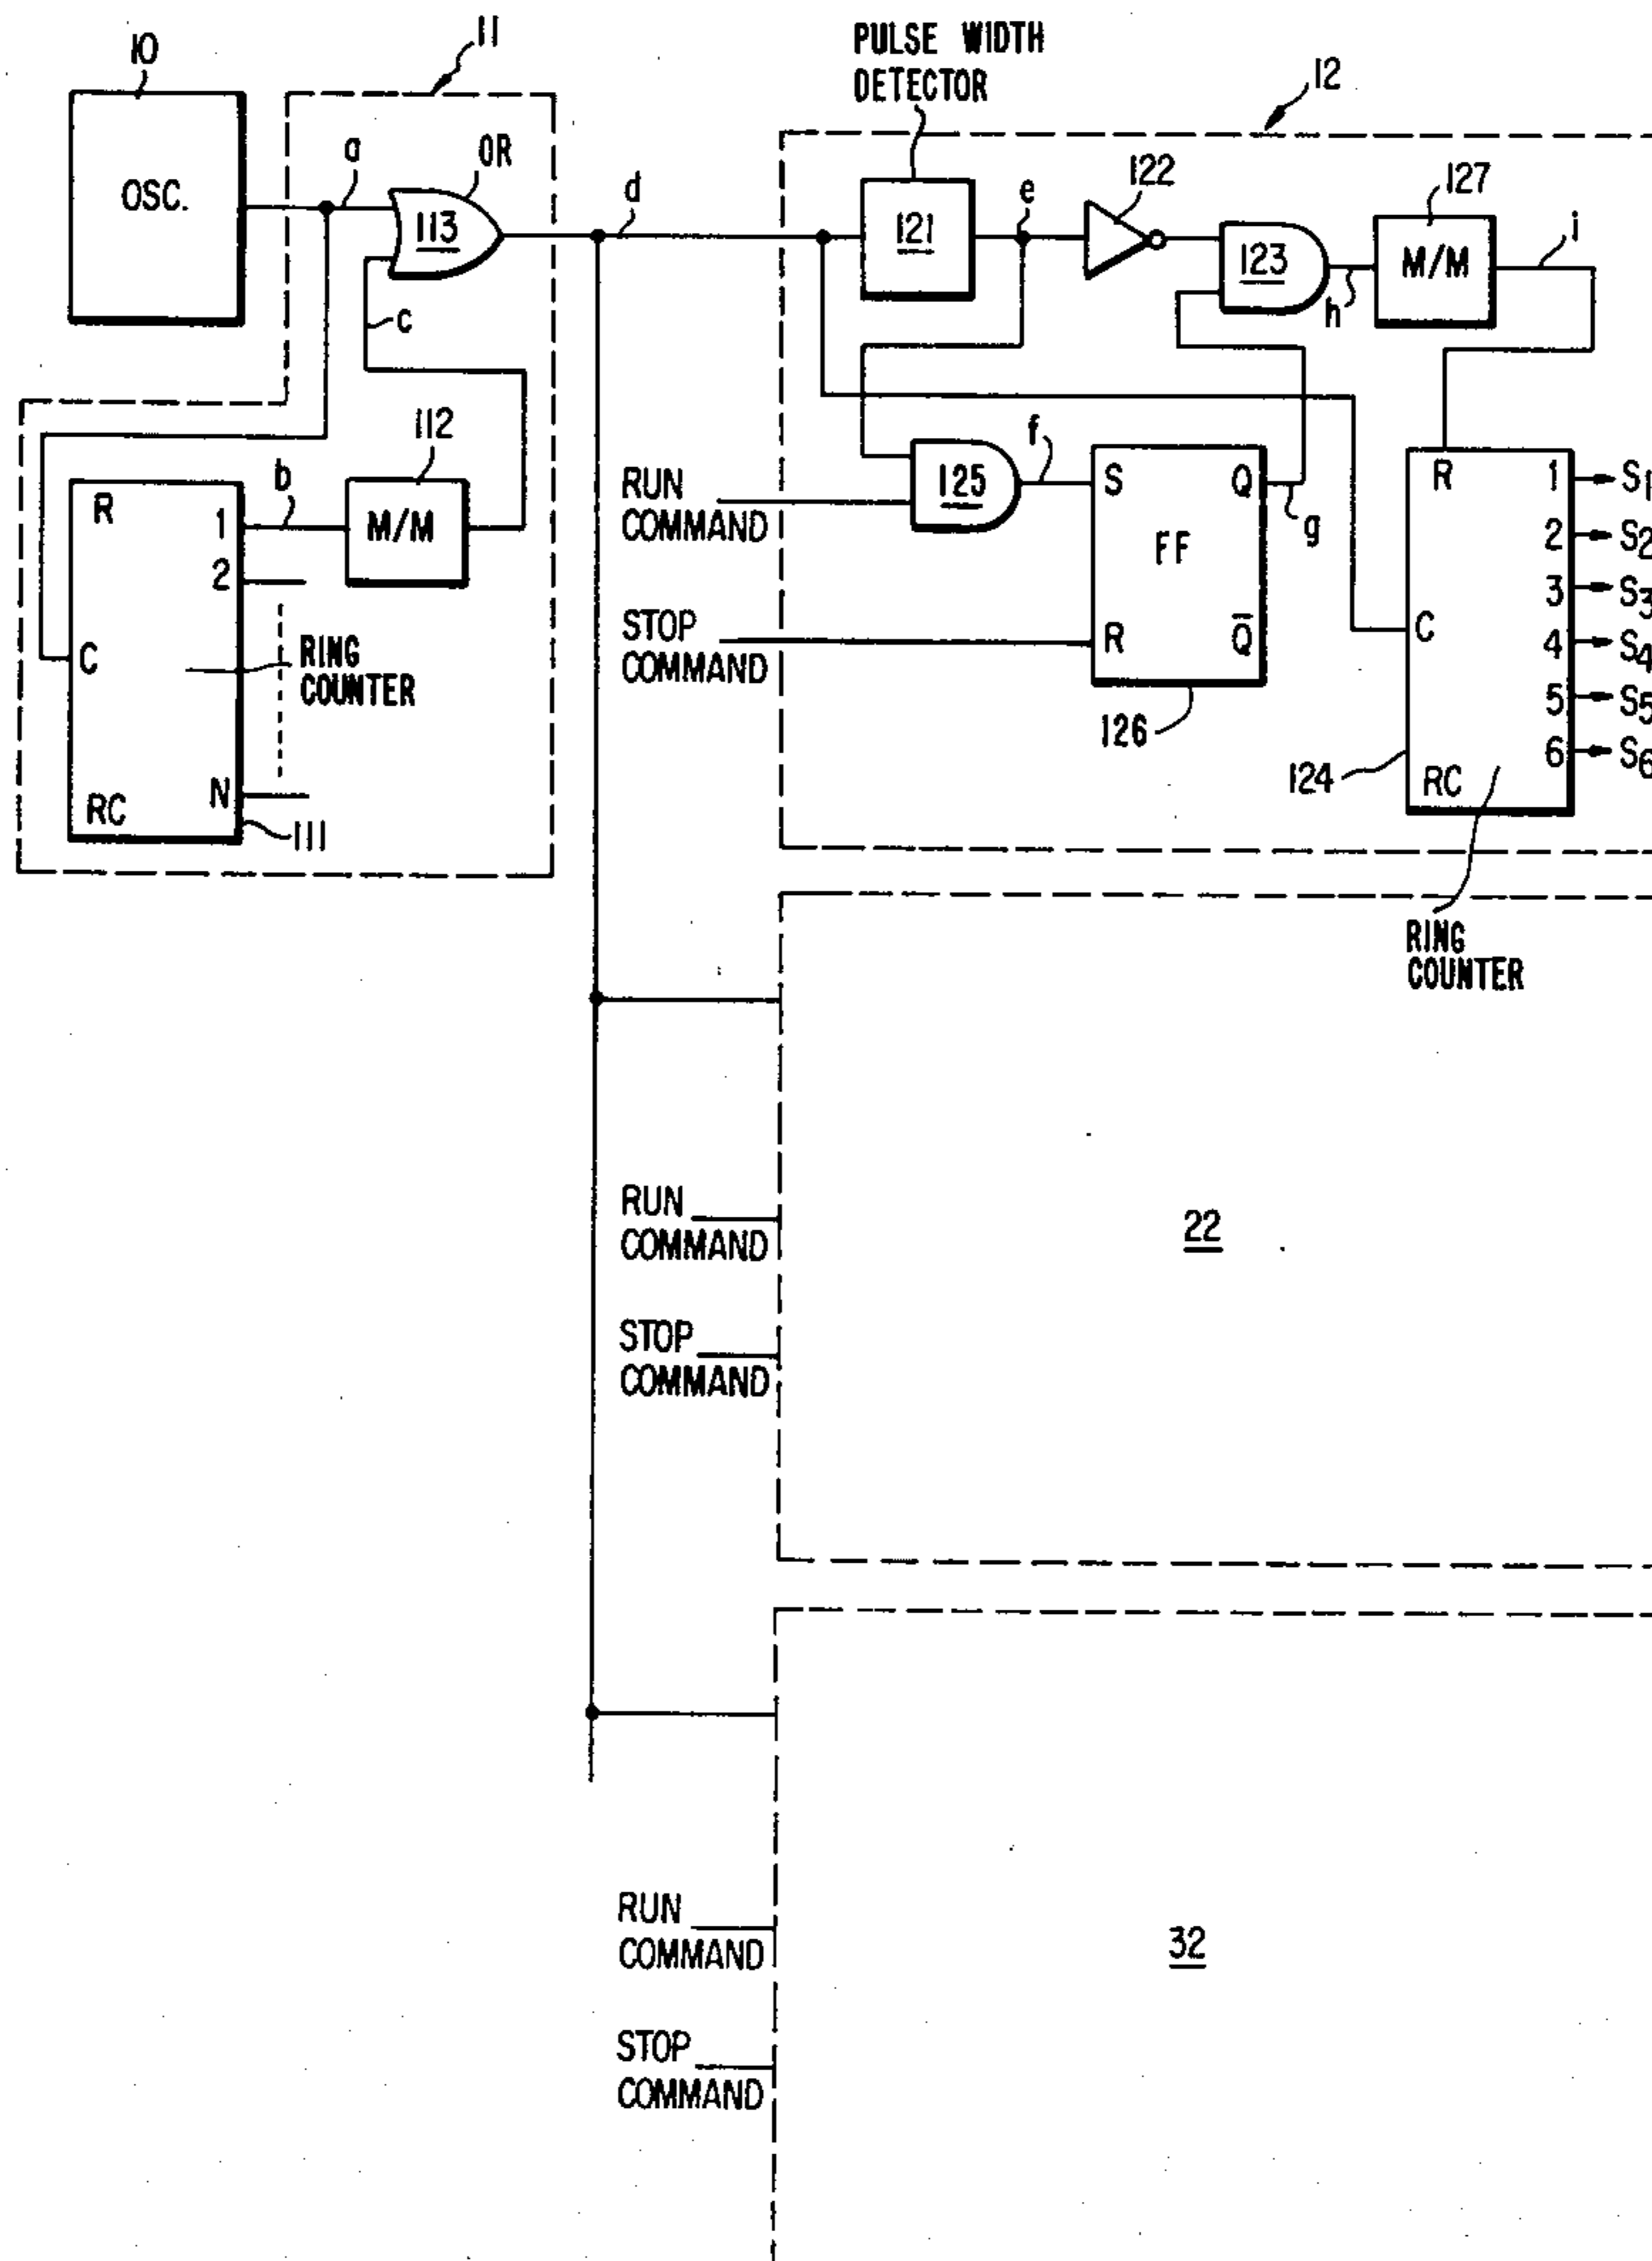 10
11
PULSE WIDTH
DETECTOR
12
OSC.
a
OR
113
d
121
e
122
123
127
M/M
i
h
c
112
b
M/M
R
1
2
C
RING
COUNTER
N
RC
111
RUN
COMMAND
125
f
S
Q
g
FF
STOP
COMMAND
R
Q̅
126
R
1
S1
2
S2
3
S3
C
4
S4
5
S5
6
S6
124
RC
RING
COUNTER
RUN
COMMAND
22
STOP
COMMAND
RUN
COMMAND
32
STOP
COMMAND